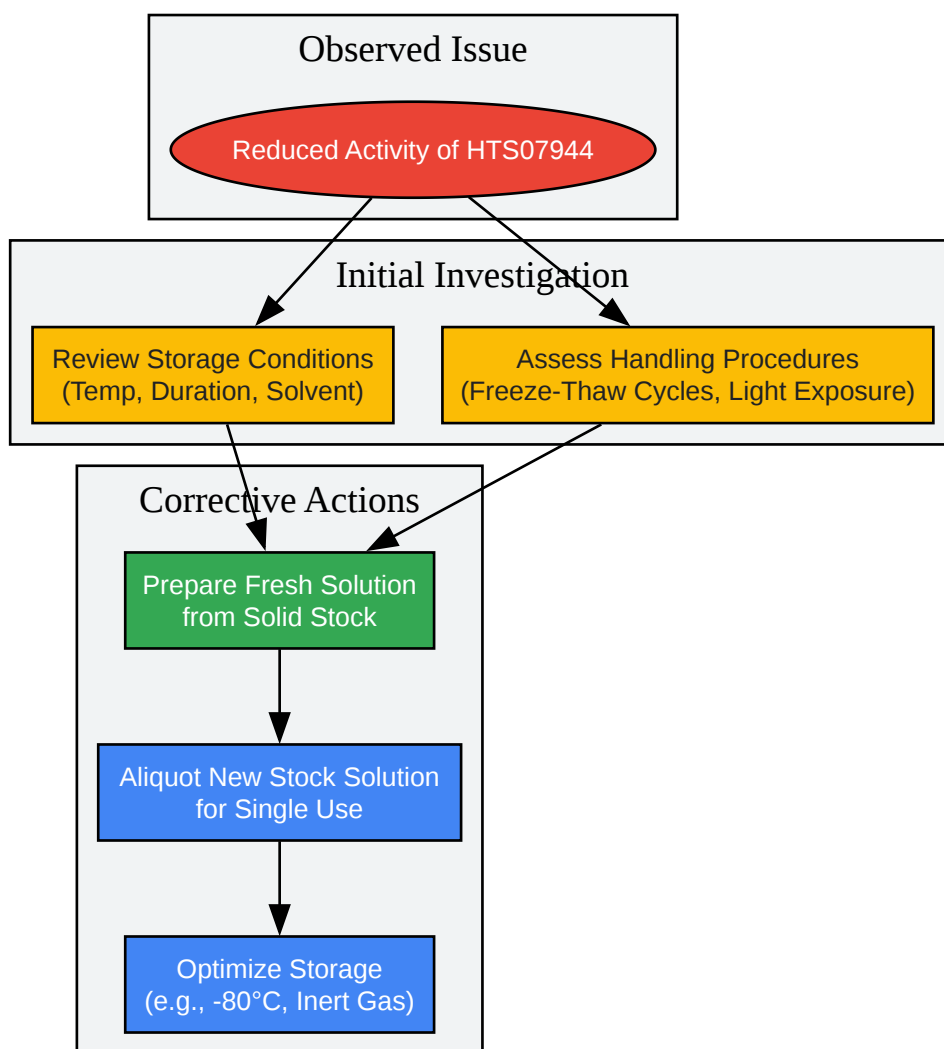 Observed Issue
Reduced Activity of HTS07944
Initial Investigation
Review Storage Conditions
(Temp, Duration, Solvent)
Assess Handling Procedures
(Freeze-Thaw Cycles, Light Exposure)
Corrective Actions
Prepare Fresh Solution
from Solid Stock
Aliquot New Stock Solution
for Single Use
Optimize Storage
(e.g., -80°C, Inert Gas)